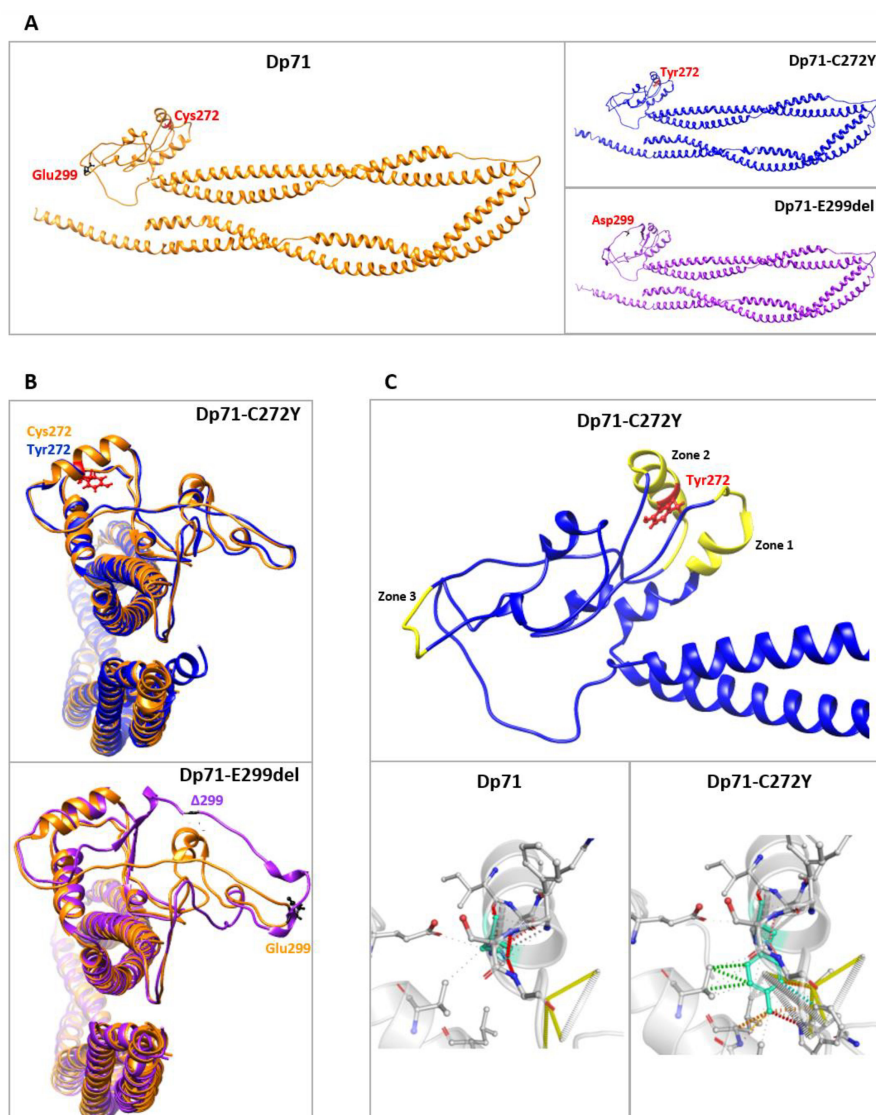 A
Dp71
Cys272
Glu299
Dp71-C272Y
Tyr272
Dp71-E299del
Asp299
B
Dp71-C272Y
Cys272
Tyr272
Dp71-E299del
Δ299
Glu299
C
Dp71-C272Y
Zone 2
Tyr272
Zone 1
Zone 3
Dp71
Dp71-C272Y